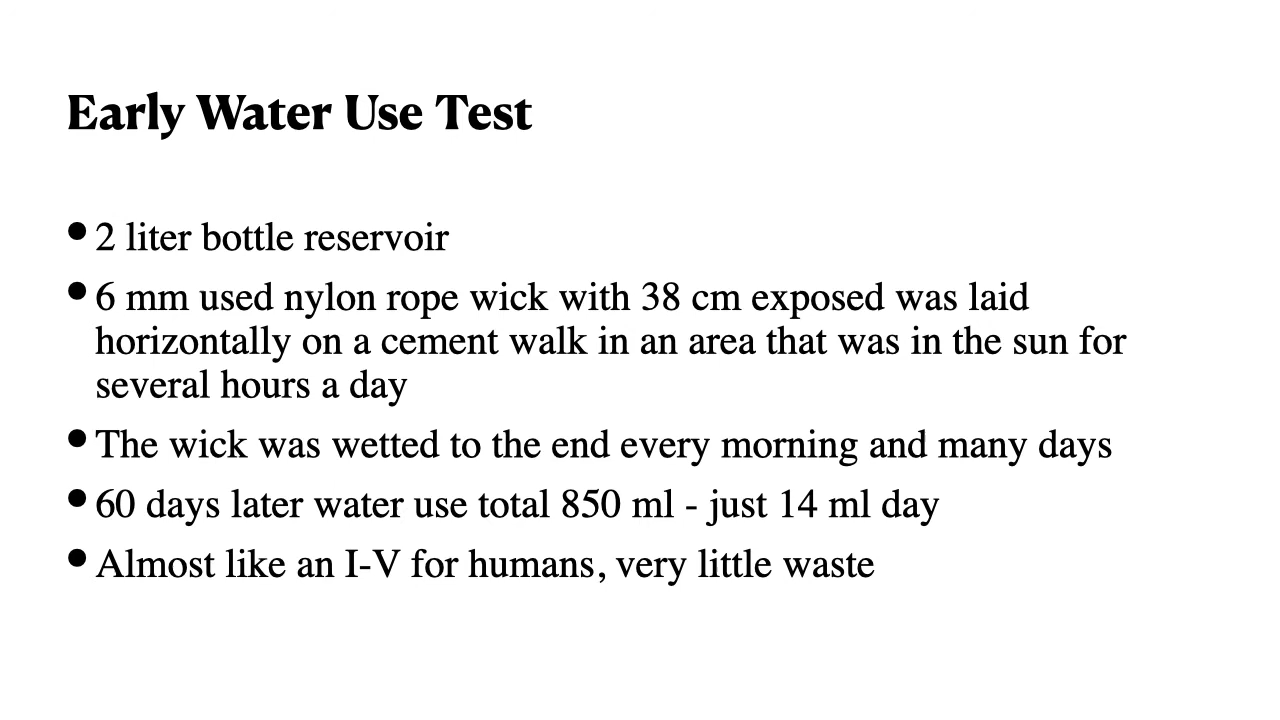 Early Water Use Test
• 2 liter bottle reservoir
• 6 mm used nylon rope wick with 38 cm exposed was laid
horizontally on a cement walk in an area that was in the sun for
several hours a day
• The wick was wetted to the end every morning and many days
• 60 days later water use total 850 ml - just 14 ml day
• Almost like an I-V for humans, very little waste